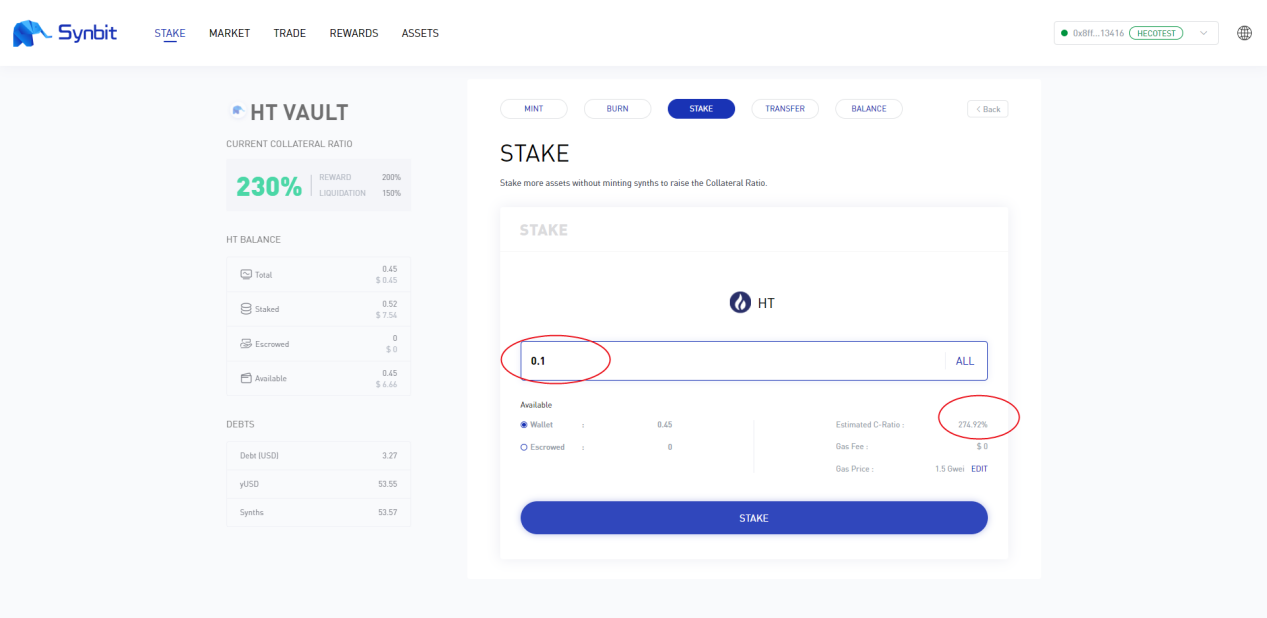 Synbit STAKE MARKET TRADE REWARDS ASSETS 0x8ff...13416 HECOTEST
HT VAULT
CURRENT COLLATERAL RATIO
230% REWARD 200%
LIQUIDATION 150%
HT BALANCE
Total 0.45
$ 0.45
Staked 0.52
$ 7.54
Escrowed 0
$ 0
Available 0.45
$ 6.66
DEBTS
Debt (USD) 3.27
yUSD 53.55
Synths 53.57
MINT BURN STAKE TRANSFER BALANCE < Back
STAKE
Stake more assets without minting synths to raise the Collateral Ratio.
STAKE
HT
0.1 ALL
Available
Wallet : 0.45 Estimated C-Ratio : 274.92%
Escrowed : 0 Gas Fee : $ 0
Gas Price : 1.5 Gwei EDIT
STAKE